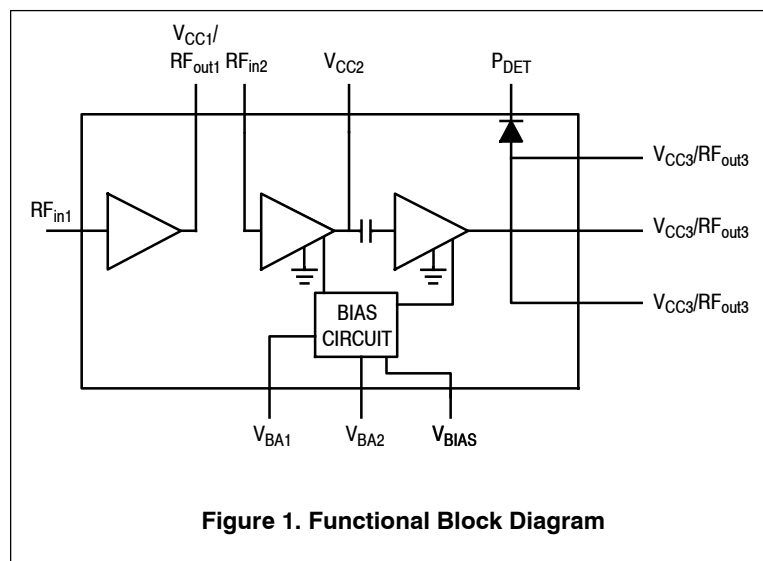 V_CC1/
RF_out1 RF_in2 V_CC2 P_DET
V_CC3/RF_out3
RF_in1
V_CC3/RF_out3
V_CC3/RF_out3
BIAS
CIRCUIT
V_BA1 V_BA2 V_BIAS
Figure 1. Functional Block Diagram